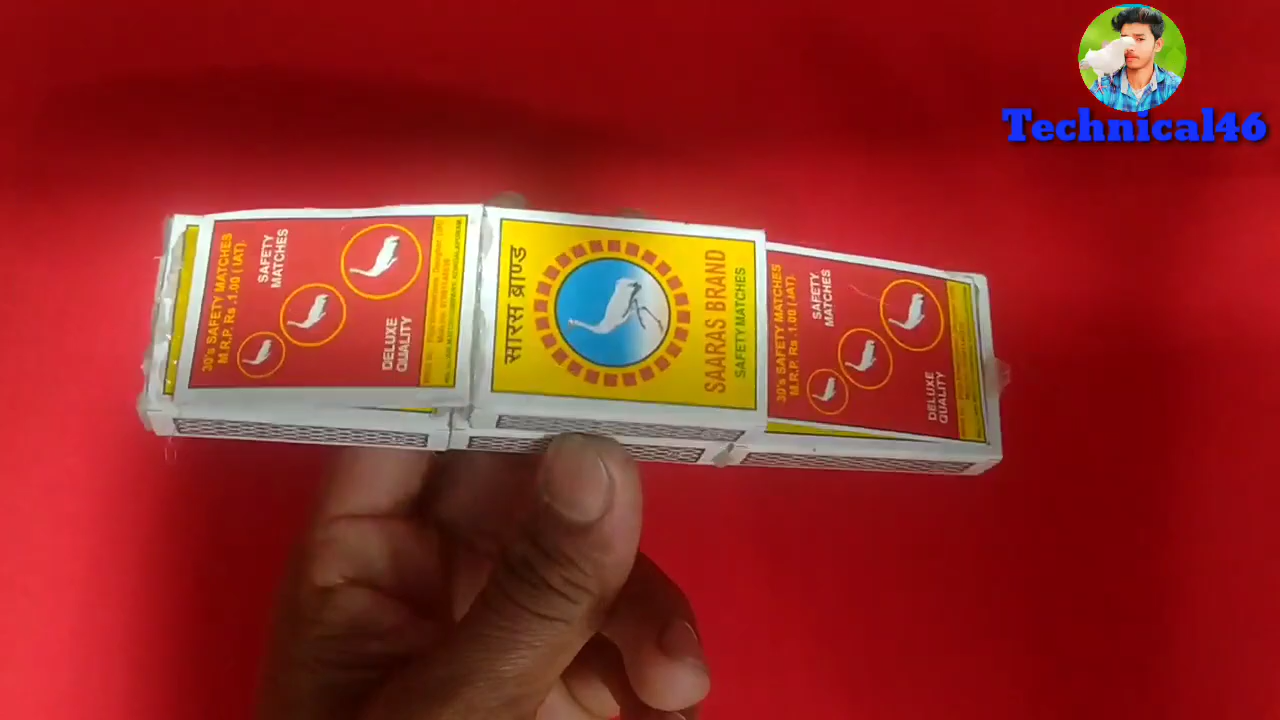 Technical46
30's SAFETY MATCHES
M.R.P. Rs .1.00 ( IAT).
SAFETY
MATCHES
DELUXE
QUALITY
सारस ब्राण्ड
SAARAS BRAND
SAFETY MATCHES
30's SAFETY MATCHES
M.R.P. Rs .1.00 ( IAT).
SAFETY
MATCHES
DELUXE
QUALITY